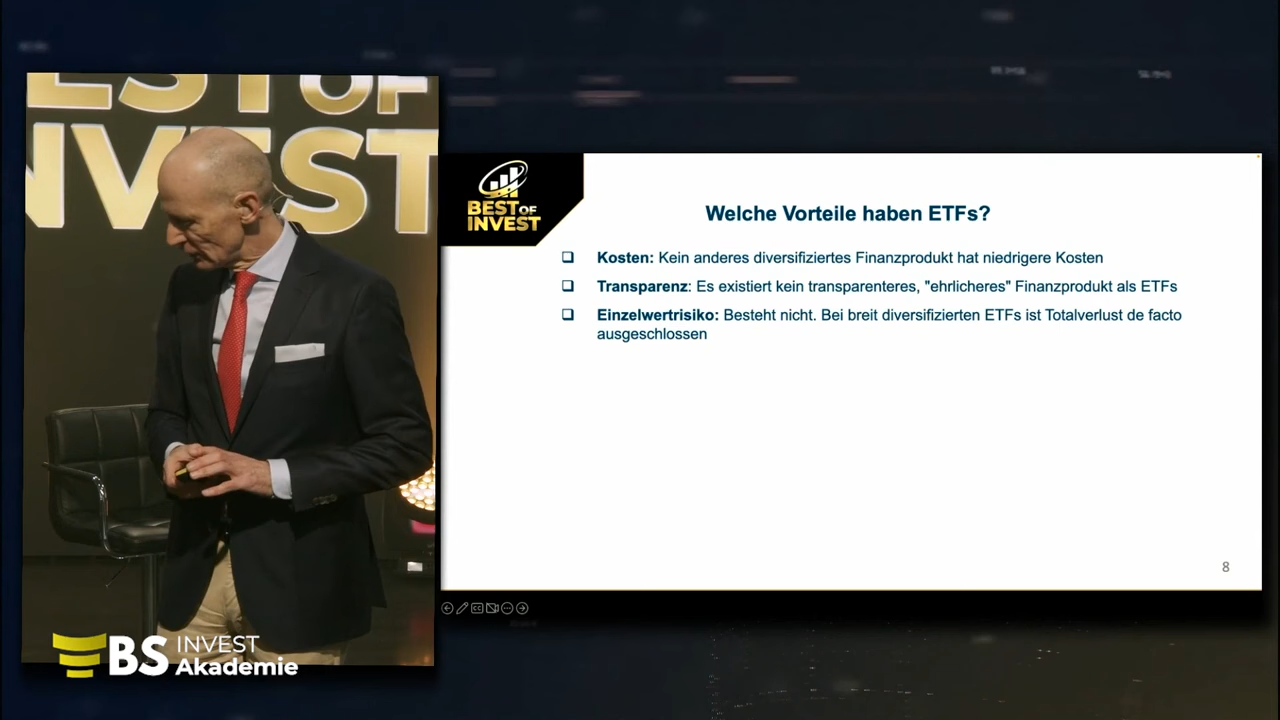 EST OF
NVEST
BEST OF
INVEST
Welche Vorteile haben ETFs?
Kosten: Kein anderes diversifiziertes Finanzprodukt hat niedrigere Kosten
Transparenz: Es existiert kein transparenteres, "ehrlicheres" Finanzprodukt als ETFs
Einzelwertrisiko: Besteht nicht. Bei breit diversifizierten ETFs ist Totalverlust de facto
ausgeschlossen
8
BS INVEST
Akademie